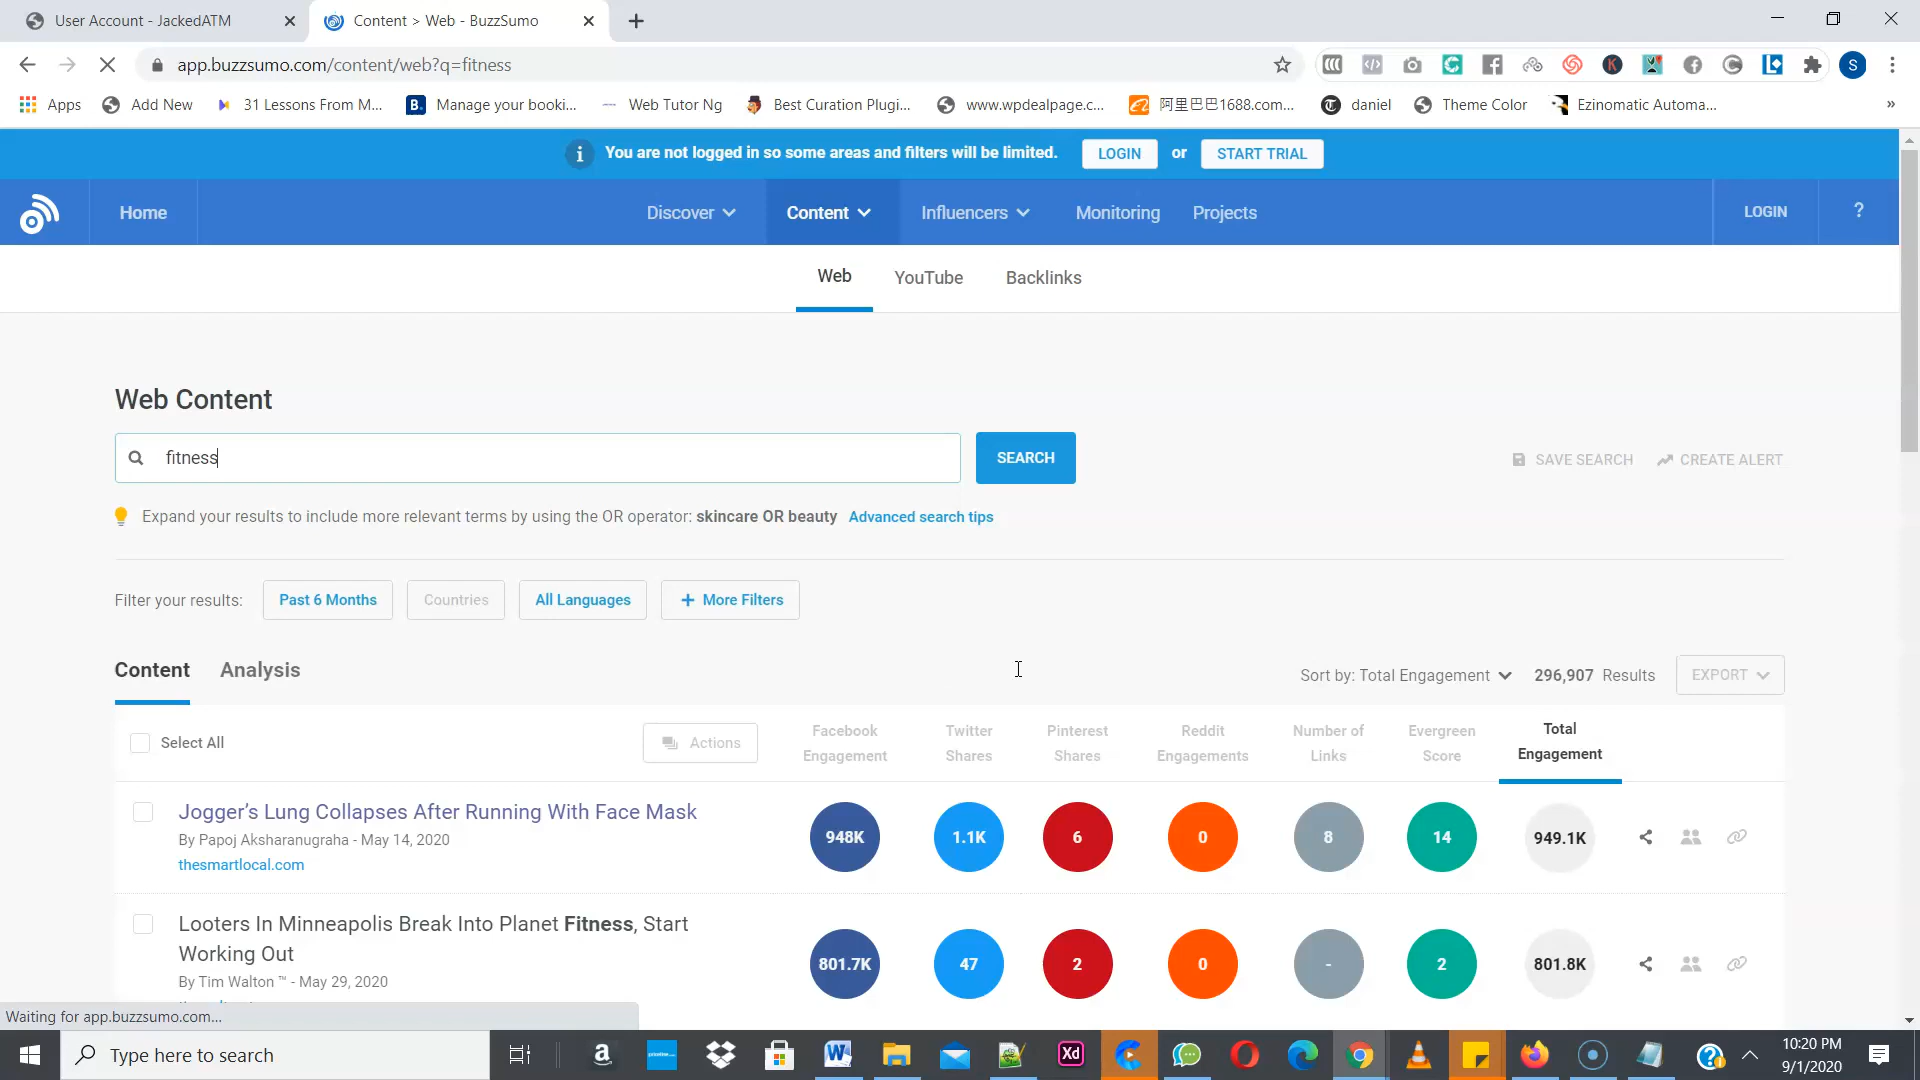 User Account - JackedATM
Content > Web - BuzzSumo
app.buzzsumo.com/content/web?q=fitness
S
Apps
Add New
31 Lessons From M...
B.
Manage your booki...
Web Tutor Ng
Best Curation Plugi...
www.wpdealpage.c...
阿里巴巴1688.com...
daniel
Theme Color
Ezinomatic Automa...
»
You are not logged in so some areas and filters will be limited.
LOGIN
or
START TRIAL
Home
Discover
Content
Influencers
Monitoring
Projects
LOGIN
?
Web
YouTube
Backlinks
Web Content
fitness
SEARCH
SAVE SEARCH
CREATE ALERT
Expand your results to include more relevant terms by using the OR operator: skincare OR beauty Advanced search tips
Filter your results:
Past 6 Months
Countries
All Languages
+ More Filters
Content
Analysis
Sort by: Total Engagement
296,907 Results
EXPORT
Select All
Actions
Facebook
Engagement
Twitter
Shares
Pinterest
Shares
Reddit
Engagements
Number of
Links
Evergreen
Score
Total
Engagement
Jogger's Lung Collapses After Running With Face Mask
By Papoj Aksharanugraha - May 14, 2020
thesmartlocal.com
948K
1.1K
6
0
8
14
949.1K
Looters In Minneapolis Break Into Planet Fitness, Start
Working Out
By Tim Walton ™ - May 29, 2020
801.7K
47
2
0
-
2
801.8K
Waiting for app.buzzsumo.com...
Type here to search
Xd
10:20 PM
9/1/2020